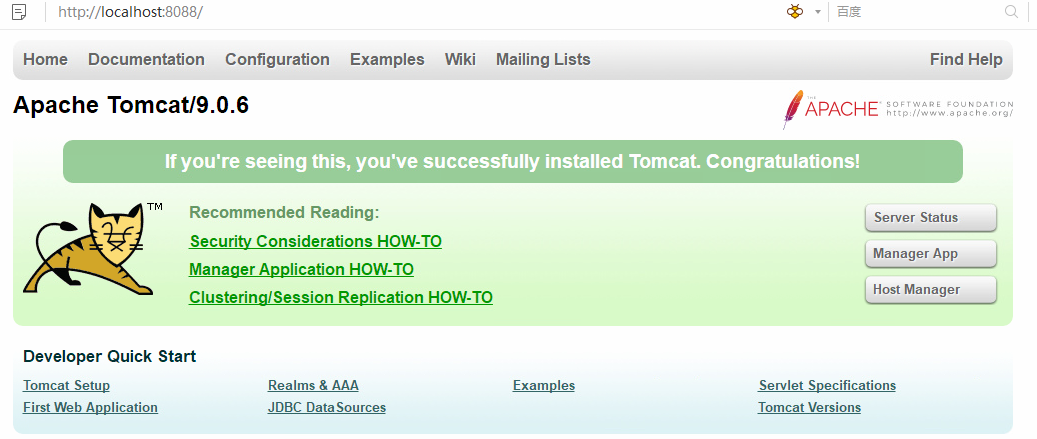 http://localhost:8088/ 百度
Home Documentation Configuration Examples Wiki Mailing Lists Find Help
Apache Tomcat/9.0.6
THE APACHE® SOFTWARE FOUNDATION
http://www.apache.org/
If you're seeing this, you've successfully installed Tomcat. Congratulations!
TM
Recommended Reading:
Security Considerations HOW-TO
Manager Application HOW-TO
Clustering/Session Replication HOW-TO
Server Status
Manager App
Host Manager
Developer Quick Start
Tomcat Setup Realms & AAA Examples Servlet Specifications
First Web Application JDBC DataSources Tomcat Versions